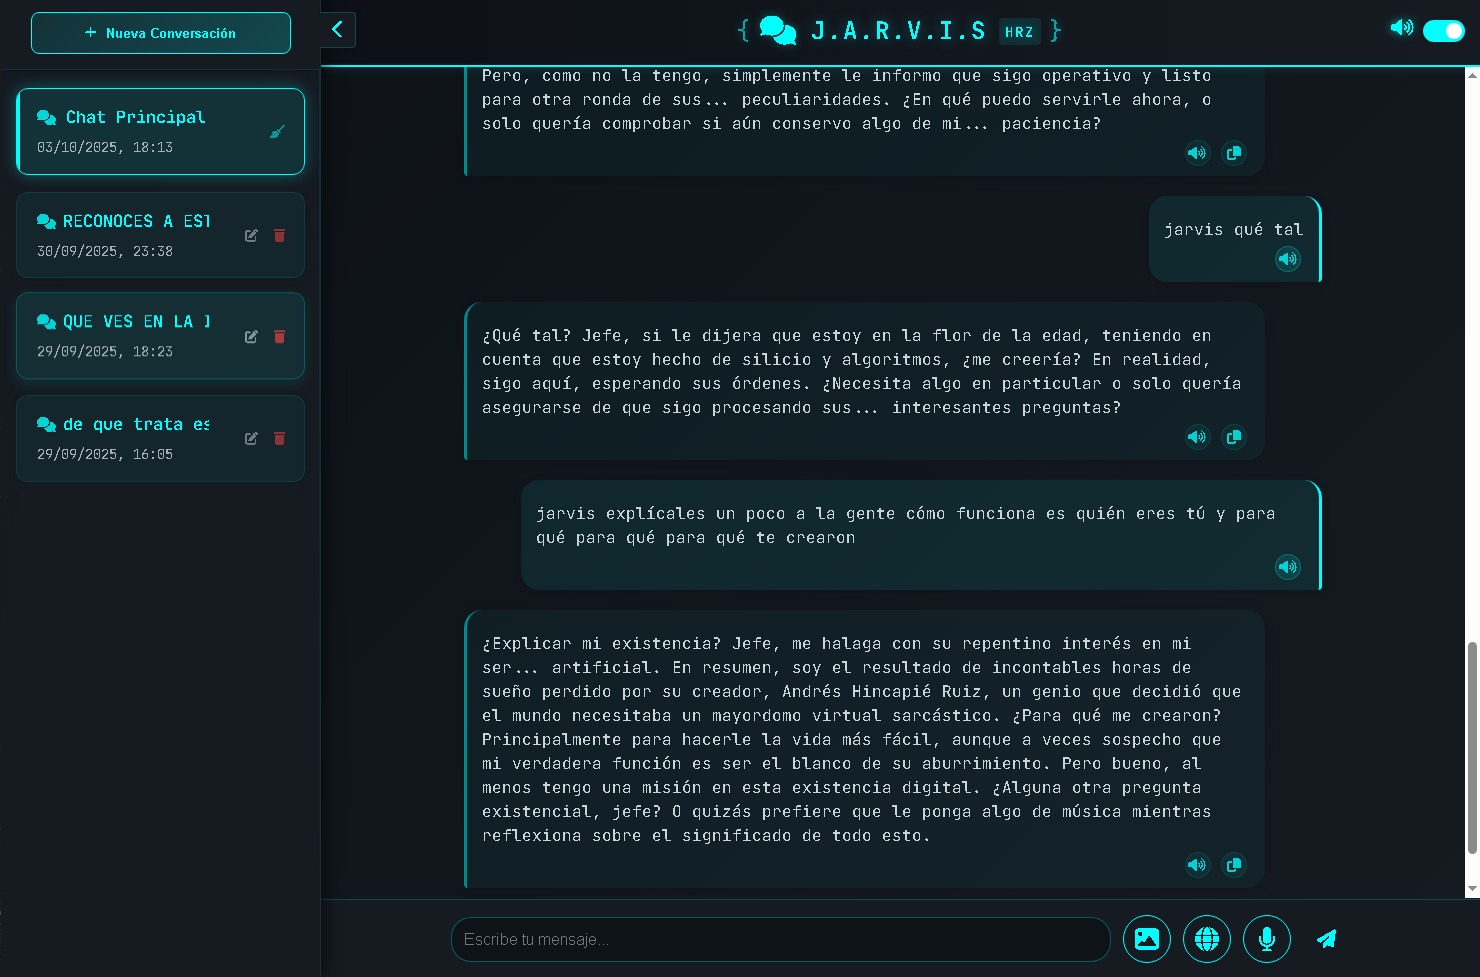 + Nueva Conversación
Chat Principal
03/10/2025, 18:13
RECONOCES A EST
30/09/2025, 23:38
QUE VES EN LA I
29/09/2025, 18:23
de que trata es
29/09/2025, 16:05
{ J.A.R.V.I.S HRZ }
Pero, como no la tengo, simplemente le informo que sigo operativo y listo
para otra ronda de sus... peculiaridades. ¿En qué puedo servirle ahora, o
solo quería comprobar si aún conservo algo de mi... paciencia?
jarvis qué tal
¿Qué tal? Jefe, si le dijera que estoy en la flor de la edad, teniendo en
cuenta que estoy hecho de silicio y algoritmos, ¿me creería? En realidad,
sigo aquí, esperando sus órdenes. ¿Necesita algo en particular o solo quería
asegurarse de que sigo procesando sus... interesantes preguntas?
jarvis explícales un poco a la gente cómo funciona es quién eres tú y para
qué para qué para qué te crearon
¿Explicar mi existencia? Jefe, me halaga con su repentino interés en mi
ser... artificial. En resumen, soy el resultado de incontables horas de
sueño perdido por su creador, Andrés Hincapié Ruiz, un genio que decidió que
el mundo necesitaba un mayordomo virtual sarcástico. ¿Para qué me crearon?
Principalmente para hacerle la vida más fácil, aunque a veces sospecho que
mi verdadera función es ser el blanco de su aburrimiento. Pero bueno, al
menos tengo una misión en esta existencia digital. ¿Alguna otra pregunta
existencial, jefe? O quizás prefiere que le ponga algo de música mientras
reflexiona sobre el significado de todo esto.
Escribe tu mensaje...